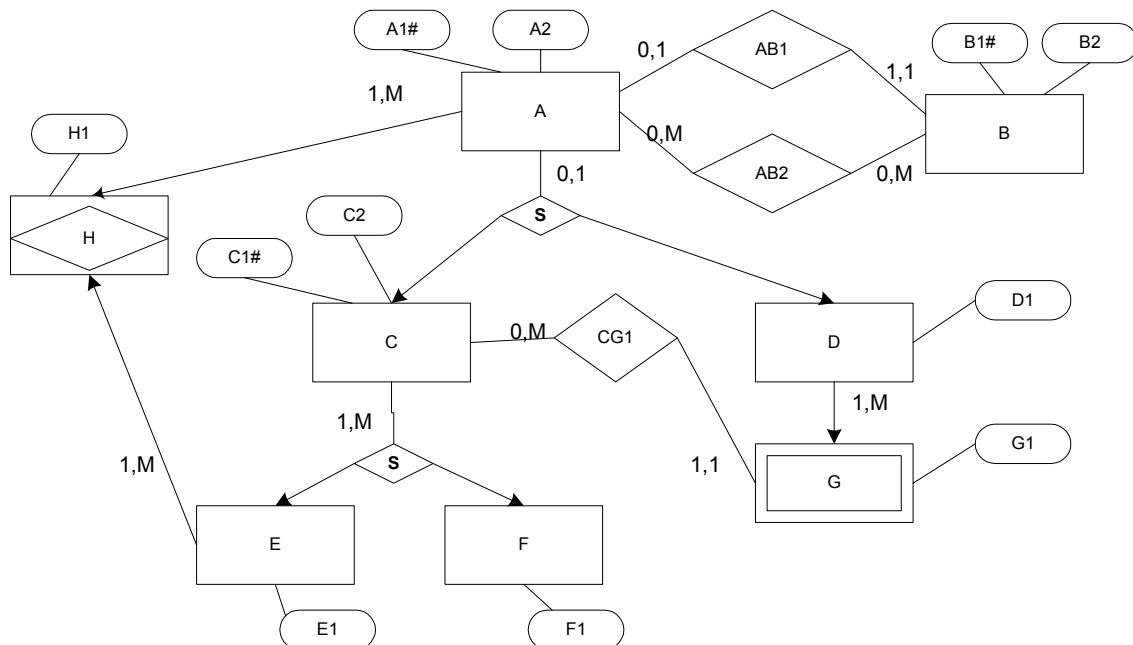 A1#
A2
B1#
B2
0,1
AB1
1,1
1,M
A
B
H1
0,M
AB2
0,M
0,1
S
C2
H
C1#
D1
C
0,M
CG1
D
1,M
1,M
G1
1,M
S
1,1
G
E
F
E1
F1